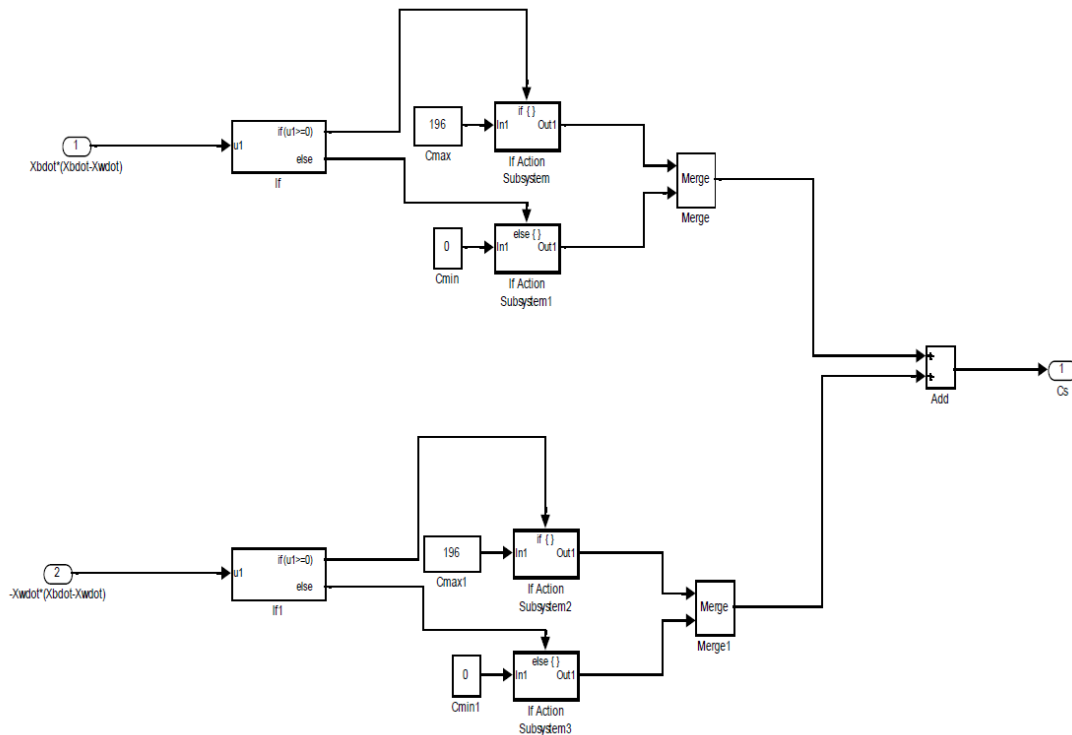 1
Xbdot*(Xbdot-Xwdot)
u1
if(u1>=0)
else
If
196
Cmax
if { }
In1
Out1
If Action
Subsystem
0
Cmin
else { }
In1
Out1
If Action
Subsystem1
Merge
Merge
+
+
Add
1
Cs
2
-Xwdot*(Xbdot-Xwdot)
u1
if(u1>=0)
else
If1
196
Cmax1
if { }
In1
Out1
If Action
Subsystem2
0
Cmin1
else { }
In1
Out1
If Action
Subsystem3
Merge
Merge1